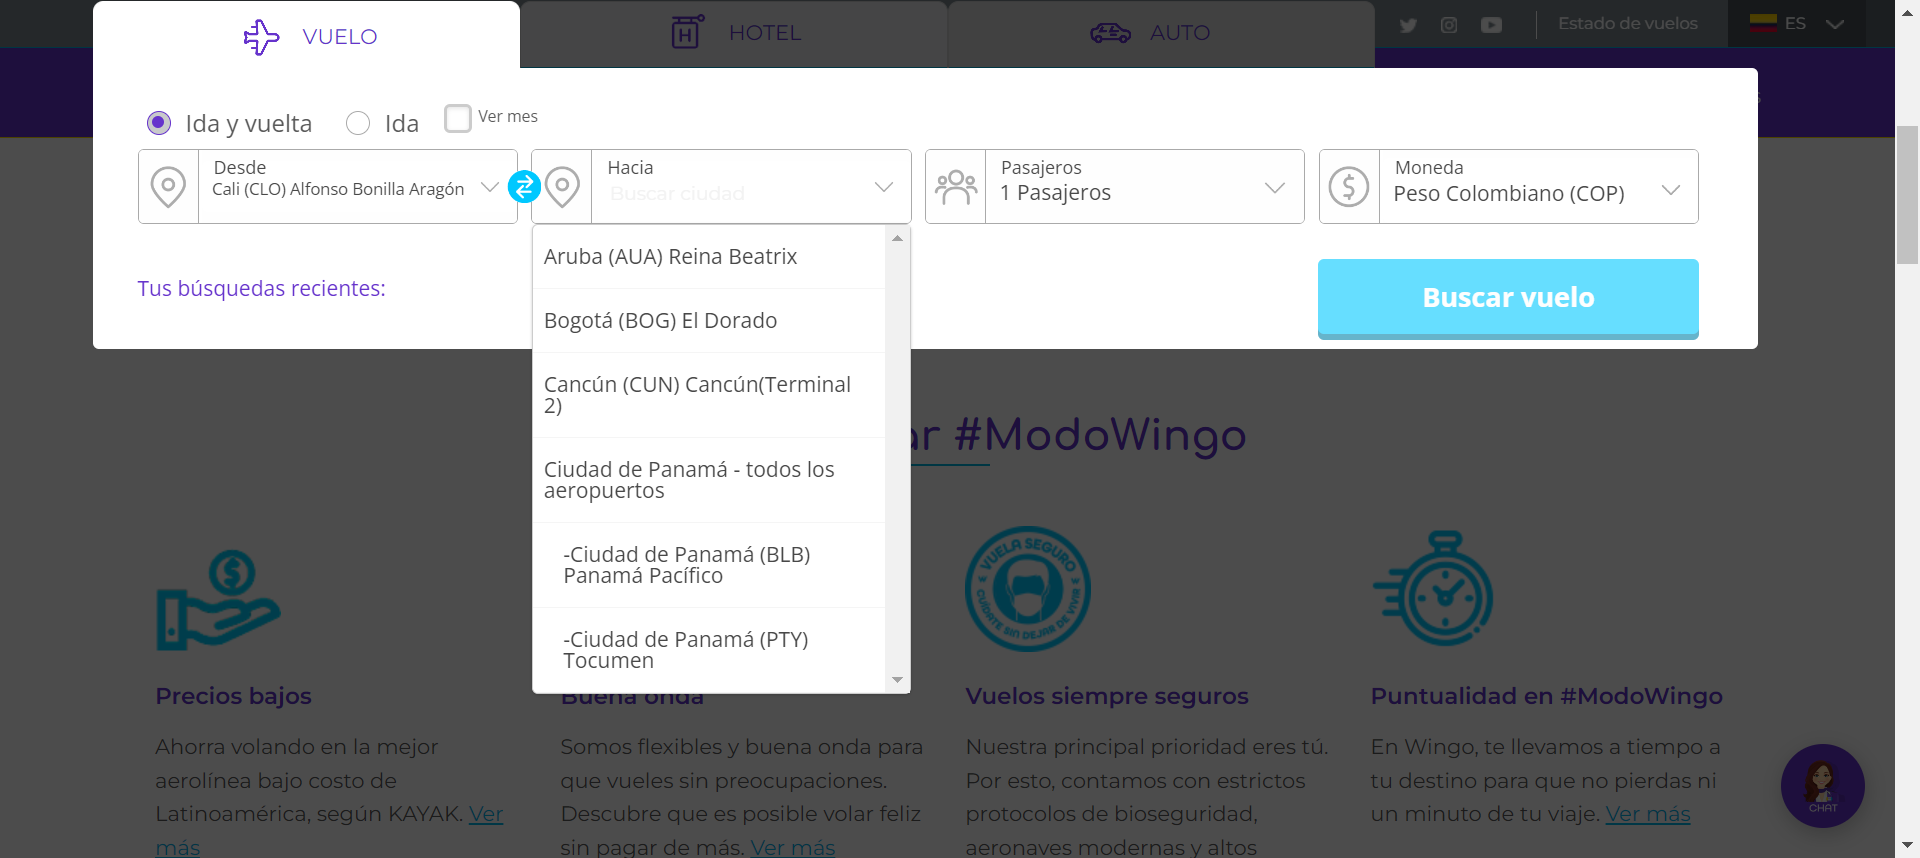 VUELO
HOTEL
AUTO
Estado de vuelos
ES
Ida y vuelta
Ida
Ver mes
Desde
Cali (CLO) Alfonso Bonilla Aragón
Hacia
Buscar ciudad
Pasajeros
1 Pasajeros
Moneda
Peso Colombiano (COP)
Aruba (AUA) Reina Beatrix
Bogotá (BOG) El Dorado
Cancún (CUN) Cancún(Terminal
2)
Ciudad de Panamá - todos los
aeropuertos
-Ciudad de Panamá (BLB)
Panamá Pacífico
-Ciudad de Panamá (PTY)
Tocumen
Tus búsquedas recientes:
Buscar vuelo
#ModoWingo
VUELA SEGURO
CUÍDATE SIN DEJAR DE VIVIR
Precios bajos
Ahorra volando en la mejor
aerolínea bajo costo de
Latinoamérica, según KAYAK. Ver
más
Buena onda
Somos flexibles y buena onda para
que vueles sin preocupaciones.
Descubre que es posible volar feliz
sin pagar de más. Ver más
Vuelos siempre seguros
Nuestra principal prioridad eres tú.
Por esto, contamos con estrictos
protocolos de bioseguridad,
aeronaves modernas y altos
Puntualidad en #ModoWingo
En Wingo, te llevamos a tiempo a
tu destino para que no pierdas ni
un minuto de tu viaje. Ver más
CHAT